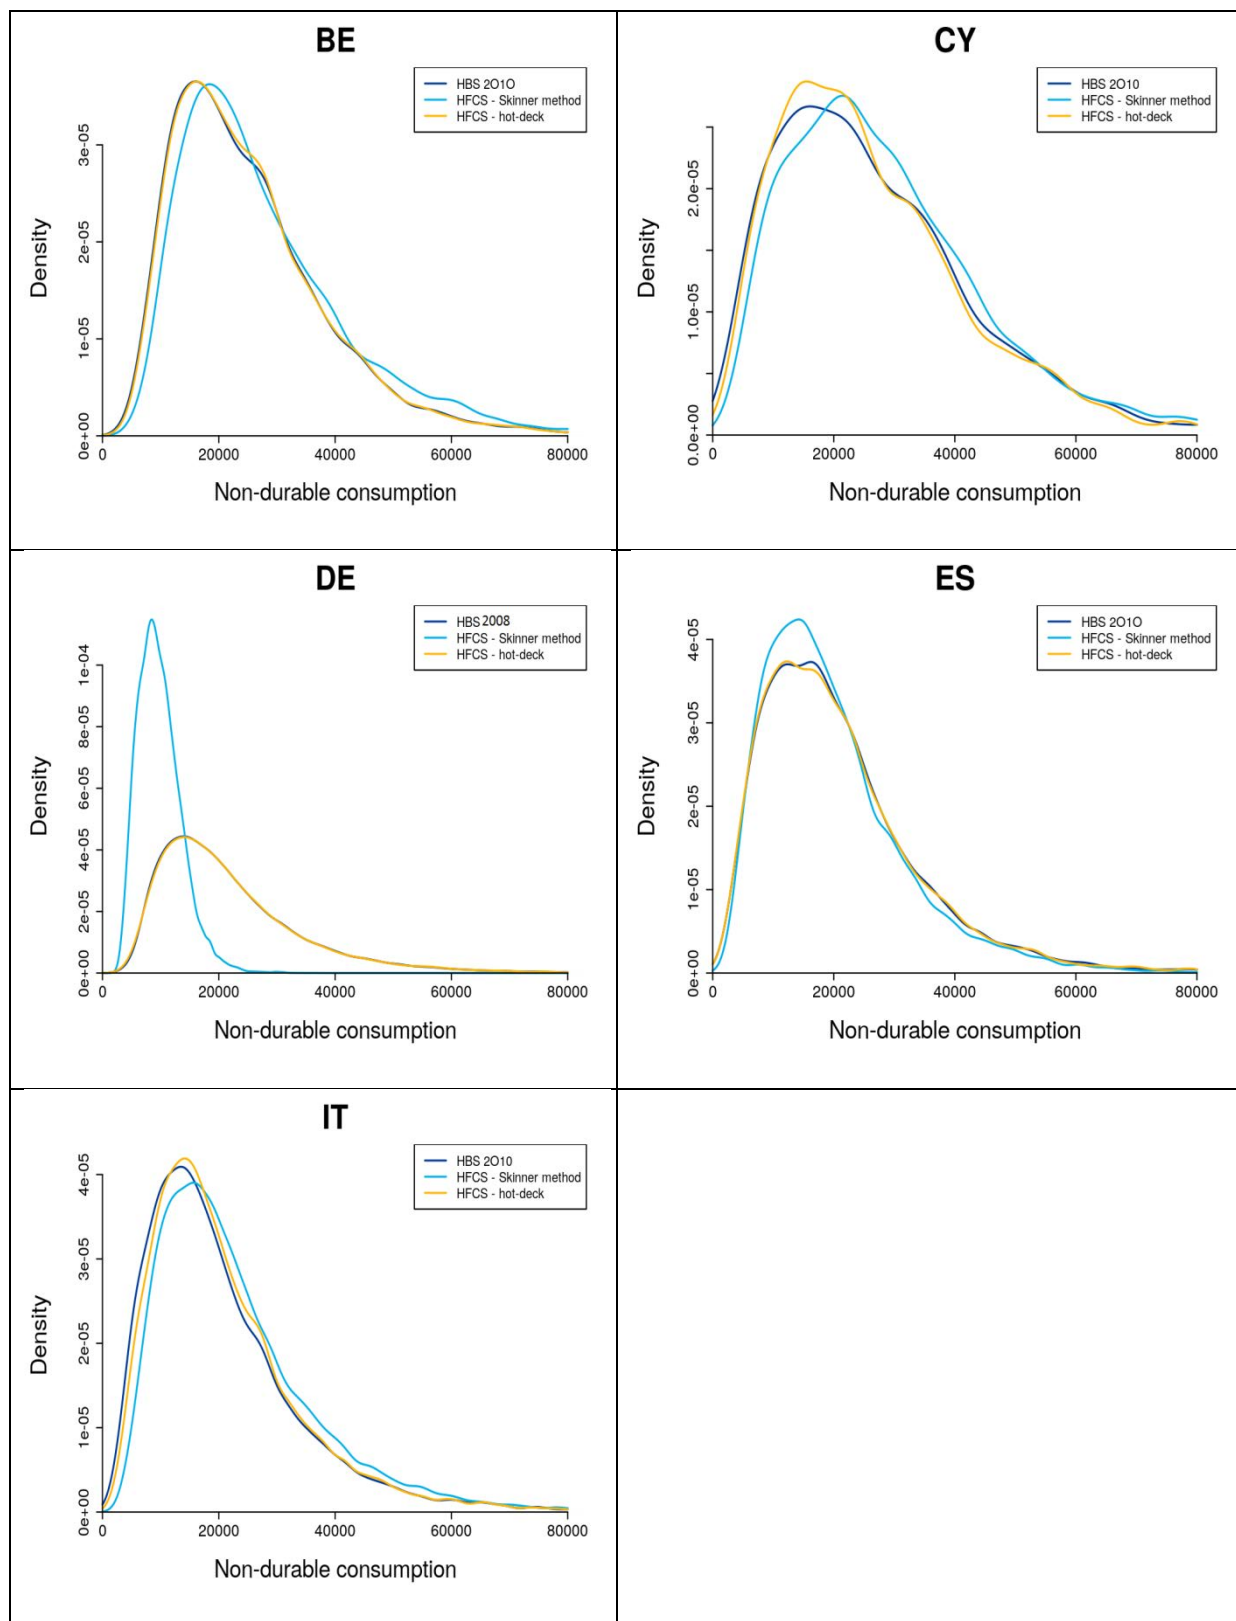 BE
HBS 2010
HFCS - Skinner method
HFCS - hot-deck
Density
0e+00 1e-05 2e-05 3e-05
0 20000 40000 60000 80000
Non-durable consumption
CY
HBS 2010
HFCS - Skinner method
HFCS - hot-deck
Density
0.0e+00 1.0e-05 2.0e-05
0 20000 40000 60000 80000
Non-durable consumption
DE
HBS 2008
HFCS - Skinner method
HFCS - hot-deck
Density
0e+00 2e-05 4e-05 6e-05 8e-05 1e-04
0 20000 40000 60000 80000
Non-durable consumption
ES
HBS 2010
HFCS - Skinner method
HFCS - hot-deck
Density
0e+00 1e-05 2e-05 3e-05 4e-05
0 20000 40000 60000 80000
Non-durable consumption
IT
HBS 2010
HFCS - Skinner method
HFCS - hot-deck
Density
0e+00 1e-05 2e-05 3e-05 4e-05
0 20000 40000 60000 80000
Non-durable consumption